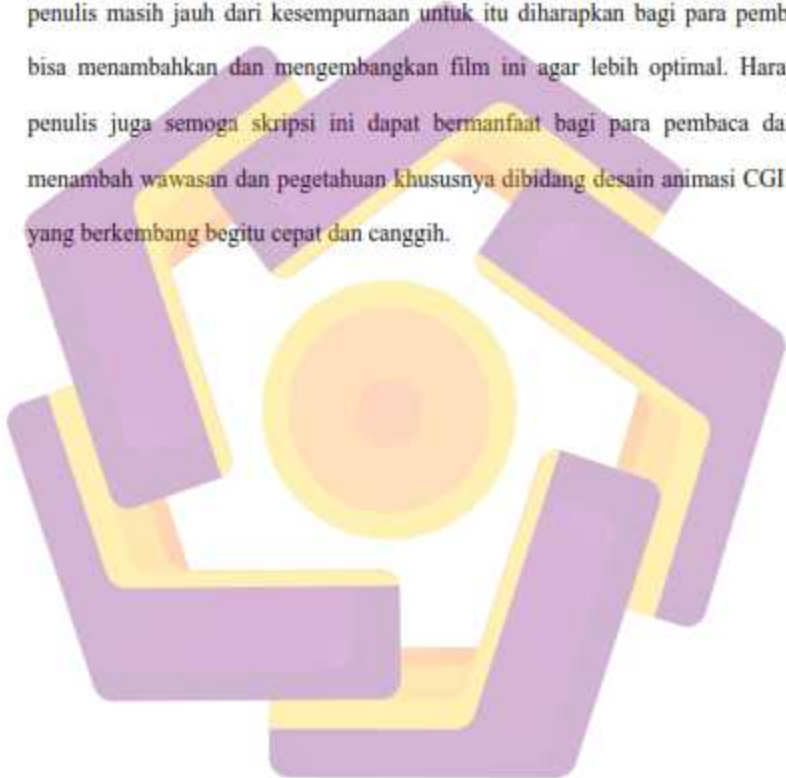 penulis masih jauh dari kesempurnaan untuk itu diharapkan bagi para pemb
bisa menambahkan dan mengembangkan film ini agar lebih optimal. Hara
penulis juga semoga skripsi ini dapat bermanfaat bagi para pembaca da
menambah wawasan dan pegetahuan khususnya dibidang desain animasi CGI
yang berkembang begitu cepat dan canggih.